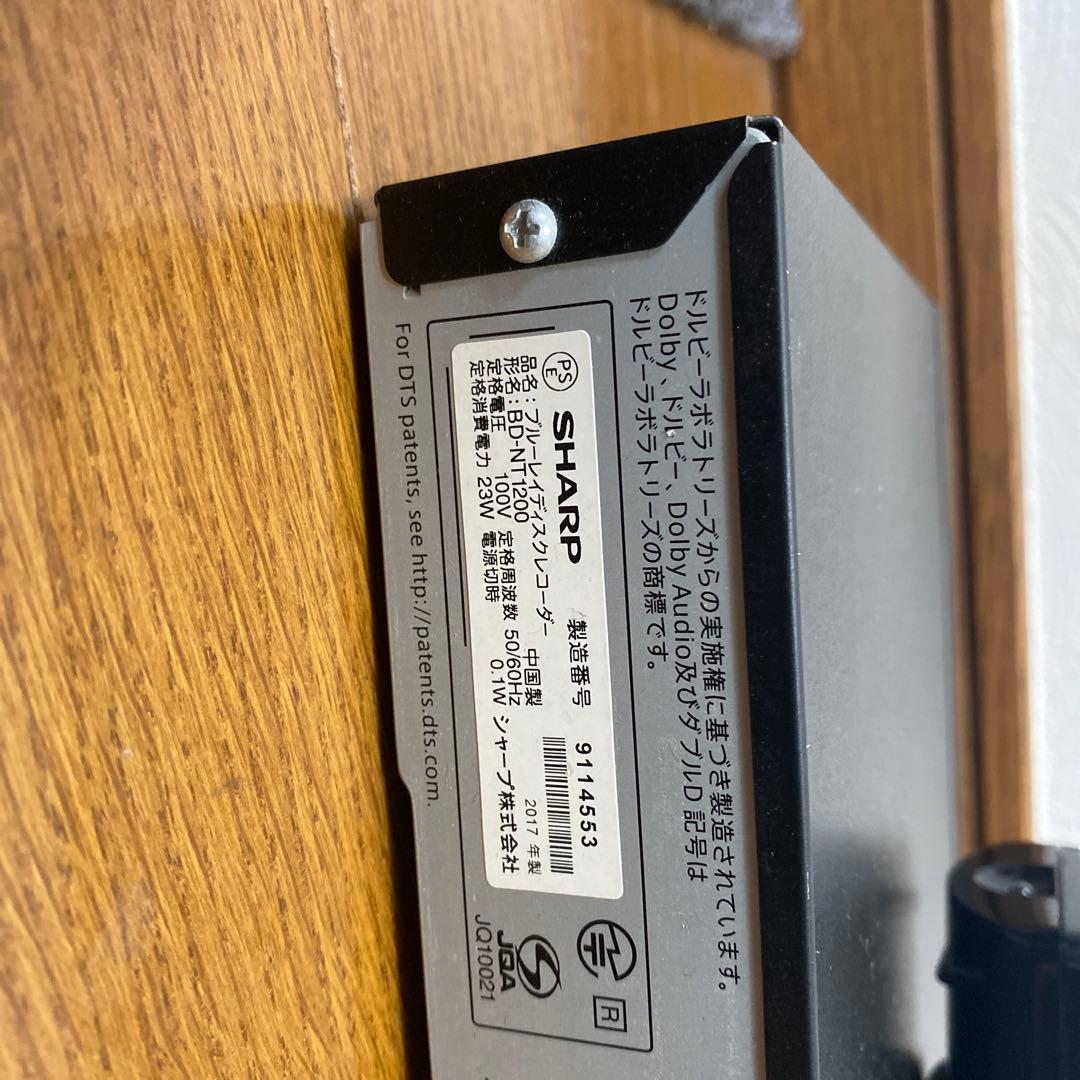 ドルビーラボラトリーズからの実施権に基づき製造されています。
Dolby、ドルビー、Dolby Audio及びダブルD記号は
ドルビーラボラトリーズの商標です。
PS
E
SHARP 製造番号 9114553
品名：ブルーレイディスクレコーダー 中国製 2017 年製
形名：BD-NT1200
定格電圧 100V 定格周波数 50/60Hz
定格消費電力 23W 電源切時 0.1W シャープ株式会社
R
JQA
JQ10021
For DTS patents, see http://patents.dts.com.